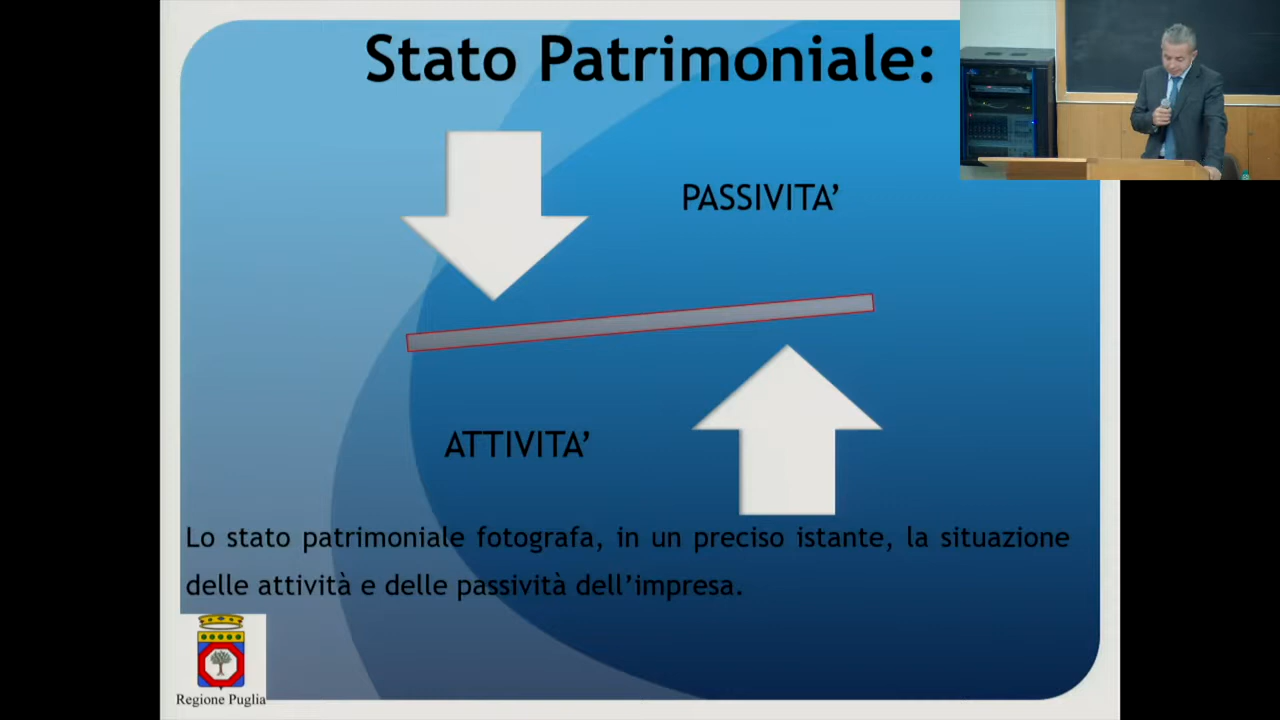 Stato Patrimoniale:
PASSIVITA’
ATTIVITA’
Lo stato patrimoniale fotografa, in un preciso istante, la situazione
delle attività e delle passività dell’impresa.
Regione Puglia